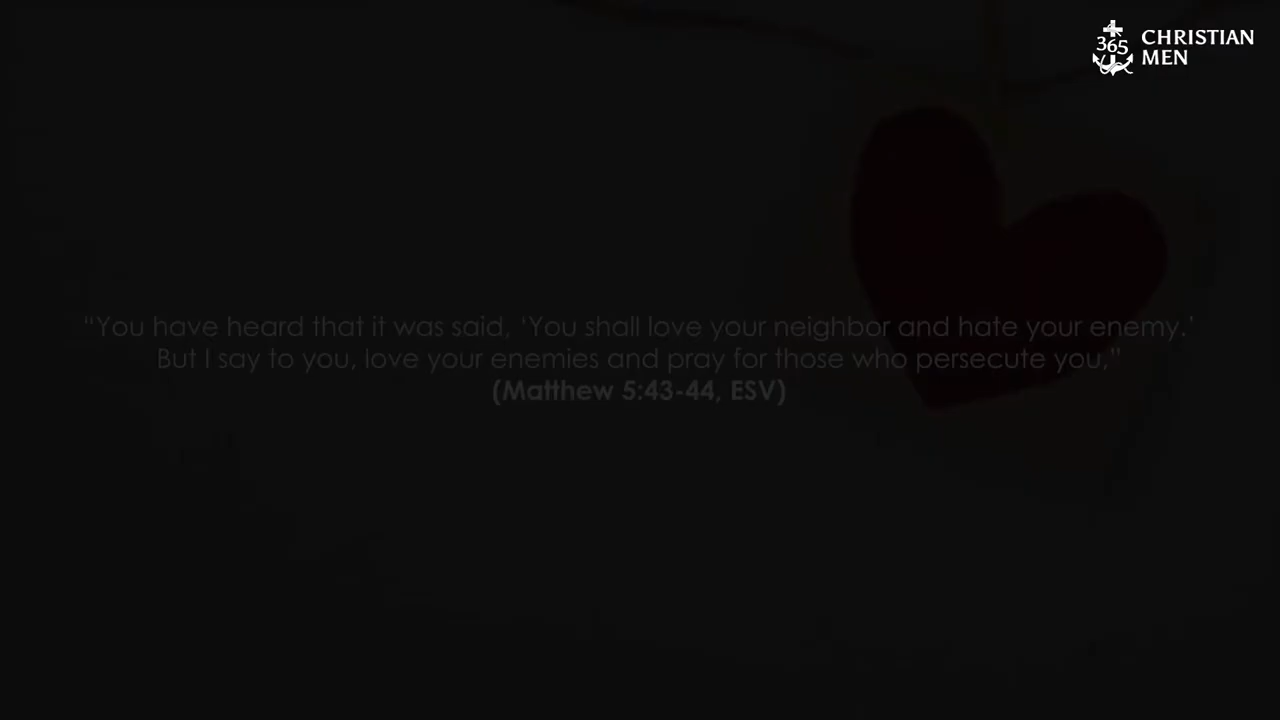 365
CHRISTIAN
MEN
“You have heard that it was said, ‘You shall love your neighbor and hate your enemy.’
But I say to you, love your enemies and pray for those who persecute you,”
(Matthew 5:43-44, ESV)